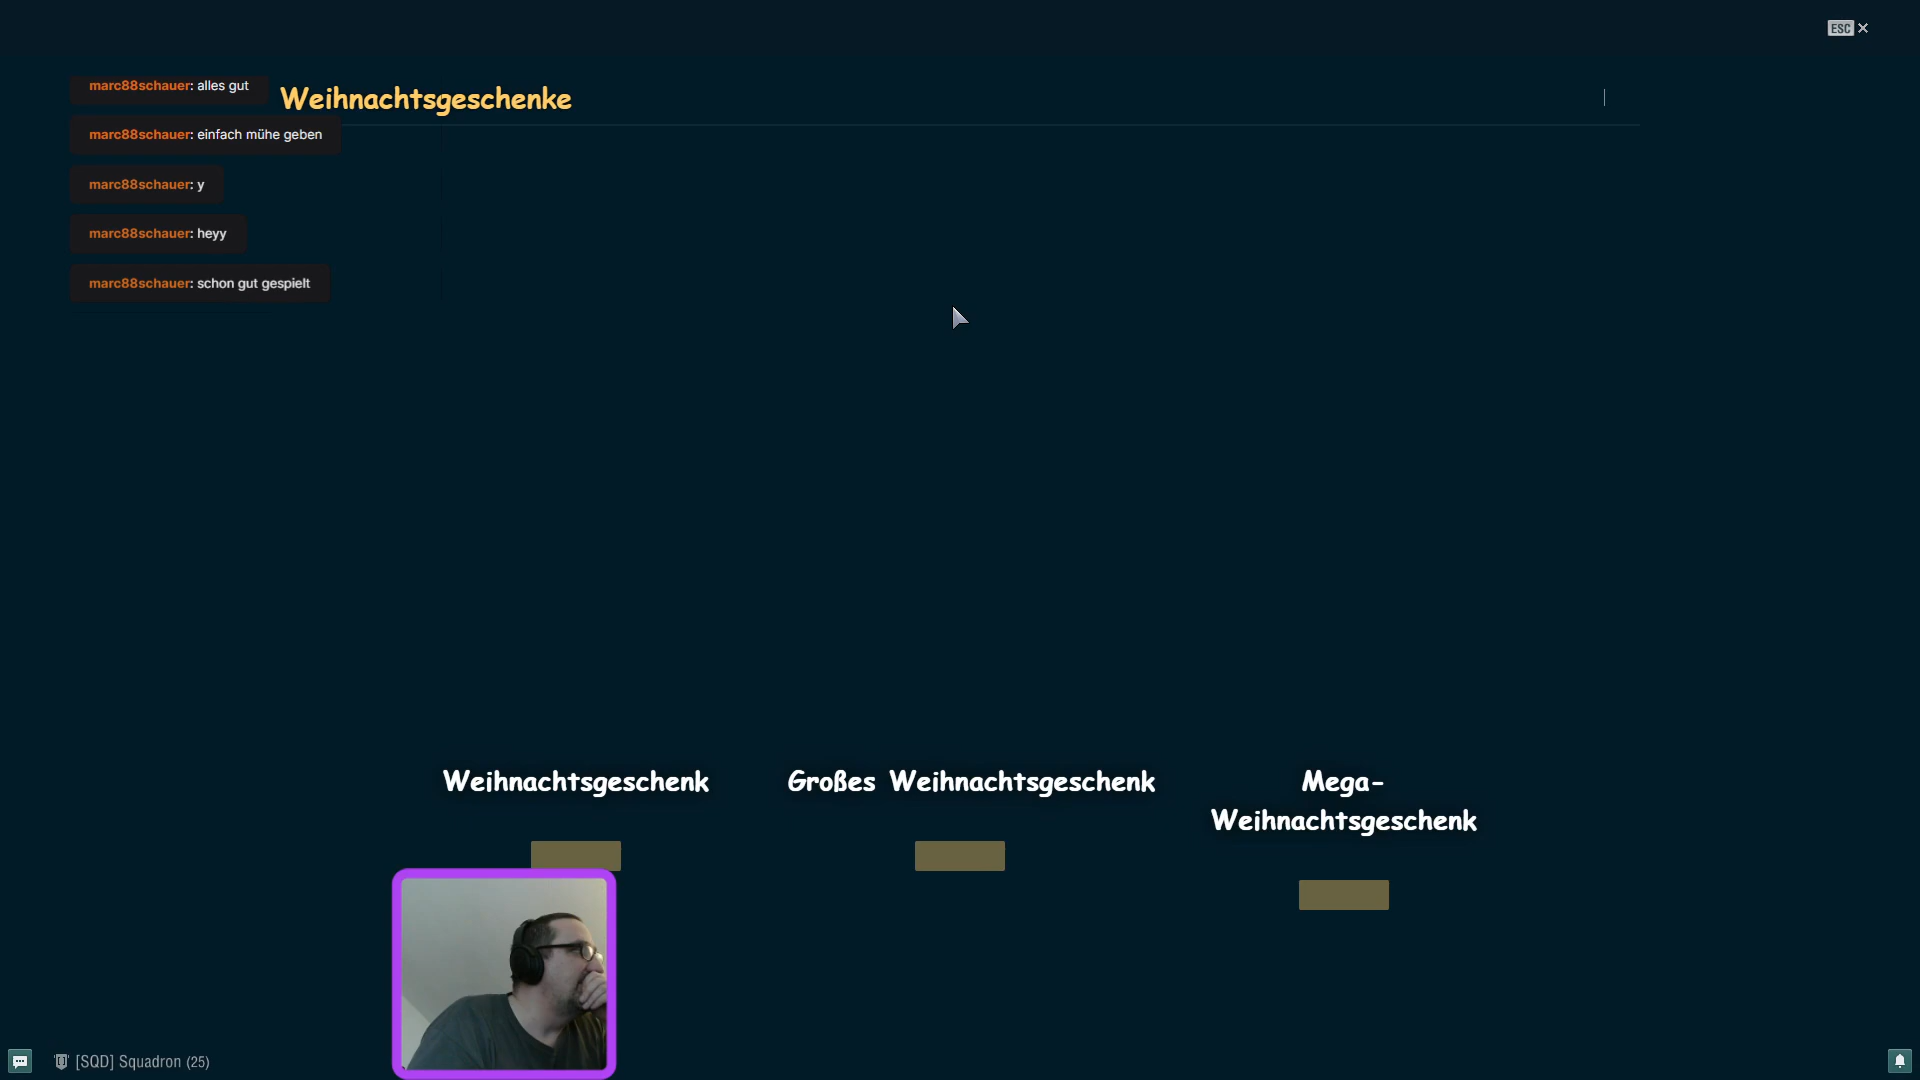 ESC
marc88schauer: alles gut
Weihnachtsgeschenke
marc88schauer: einfach mühe geben
marc88schauer: y
marc88schauer: heyy
marc88schauer: schon gut gespielt
Weihnachtsgeschenk
Großes Weihnachtsgeschenk
Mega-
Weihnachtsgeschenk
[SQD] Squadron (25)